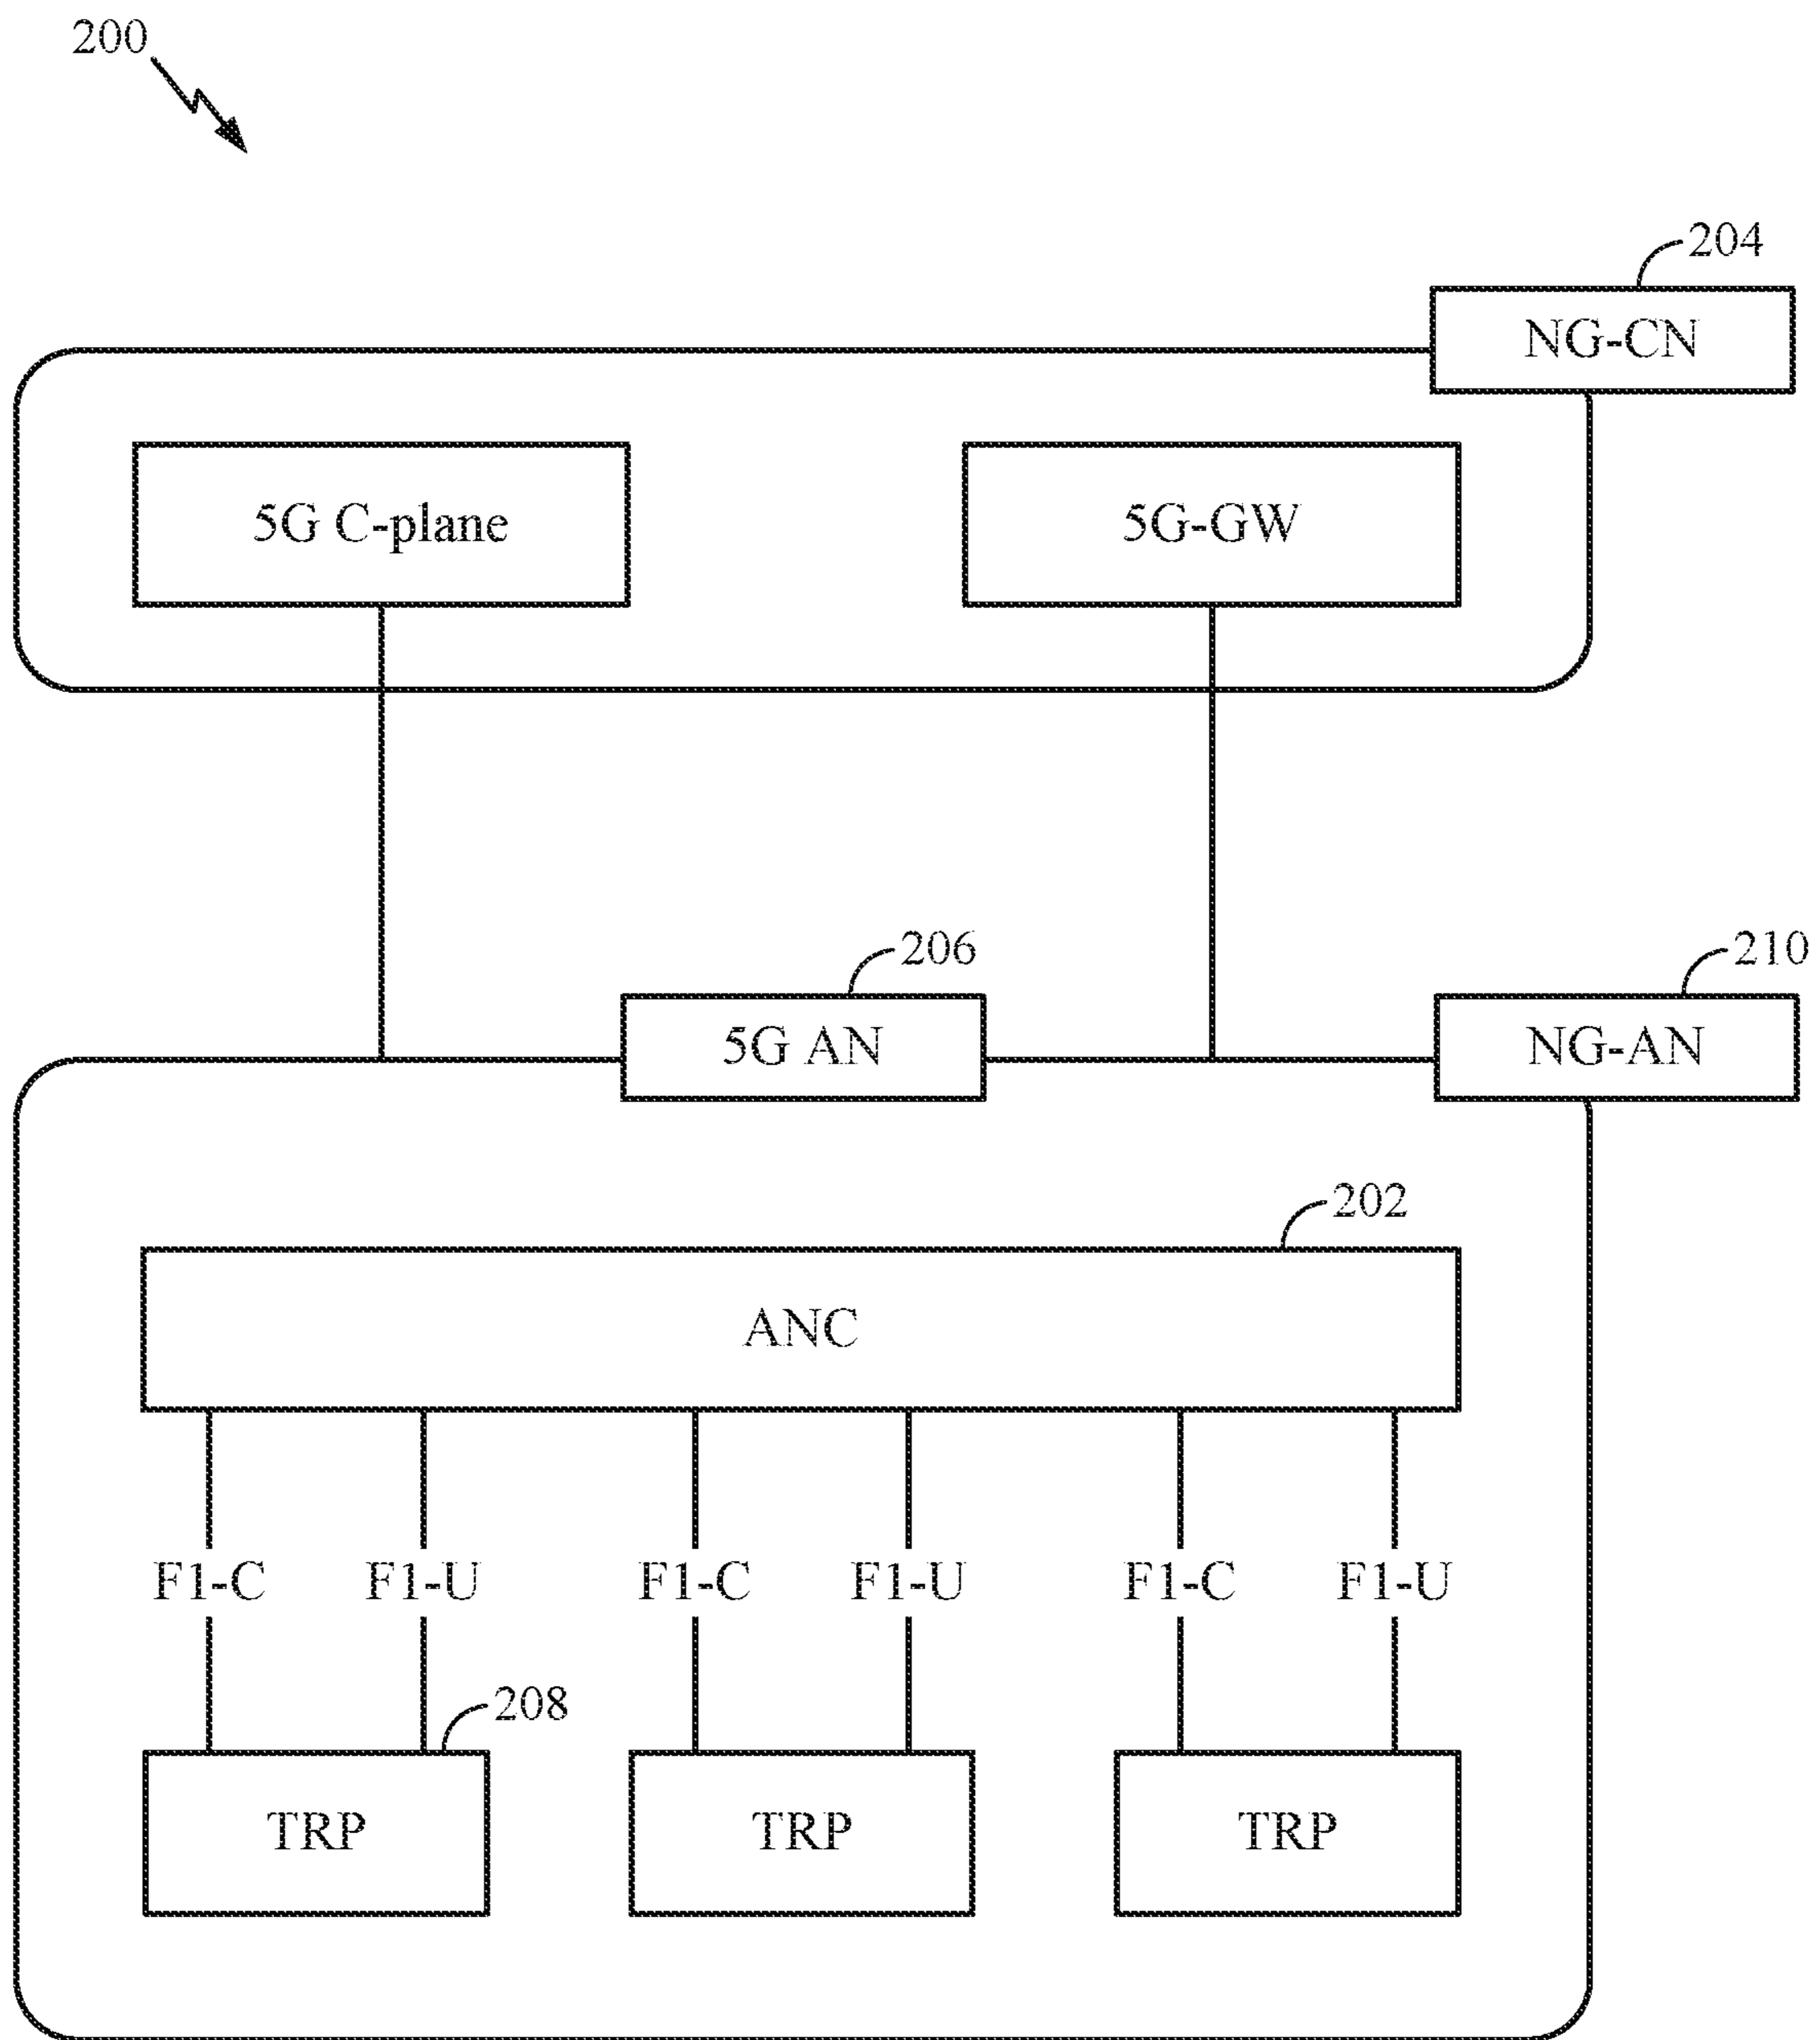 200
204
NG-CN
5G C-plane
5G-GW
206
210
5G AN
NG-AN
202
ANC
F1-C
F1-U
F1-C
F1-U
F1-C
F1-U
208
TRP
TRP
TRP